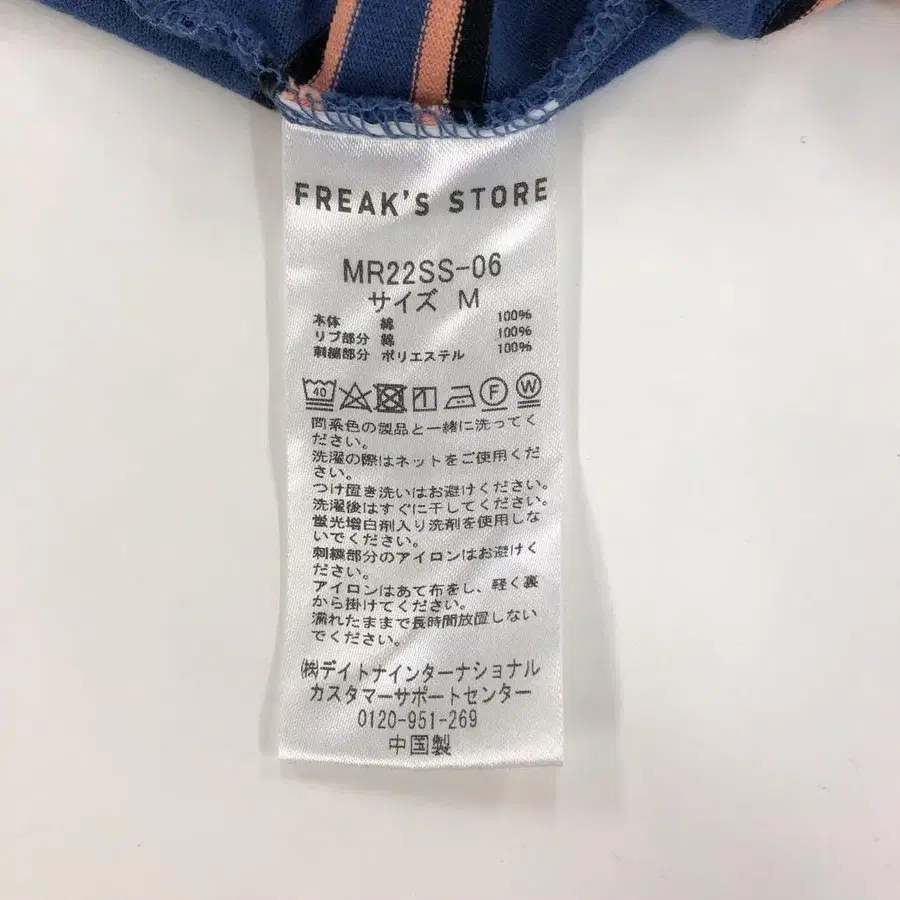 FREAK'S STORE
MR22SS-06
サイズ M
本体 綿 100%
リブ部分 綿 100%
刺繍部分 ポリエステル 100%
40 F W
同系色の製品と一緒に洗ってく
ださい。
洗濯の際はネットをご使用くだ
さい。
つけ置き洗いはお避けください。
洗濯後はすぐに干してください。
蛍光増白剤入り洗剤を使用しな
いでください。
刺繍部分のアイロンはお避けく
ださい。
アイロンはあて布をし、軽く裏
から掛けてください。
濡れたままで長時間放置しない
でください。
㈱デイトナインターナショナル
カスタマーサポートセンター
0120-951-269
中国製